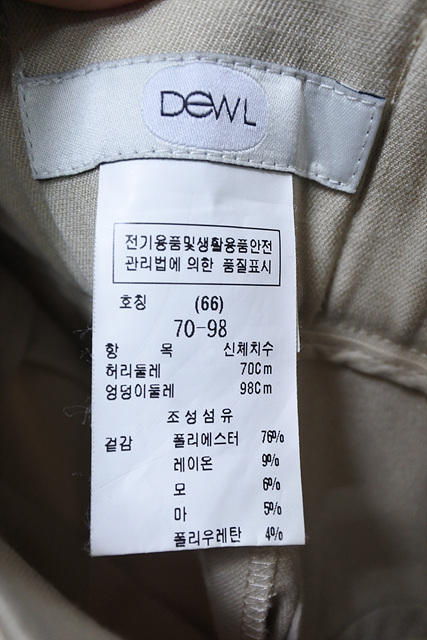 DeWL
전기용품및생활용품안전
관리법에 의한 품질표시
호칭 (66)
70-98
항 목 신체치수
허리둘레 70Cm
엉덩이둘레 98Cm
조성섬유
겉감 폴리에스터 76%
레이온 9%
모 6%
마 5%
폴리우레탄 4%